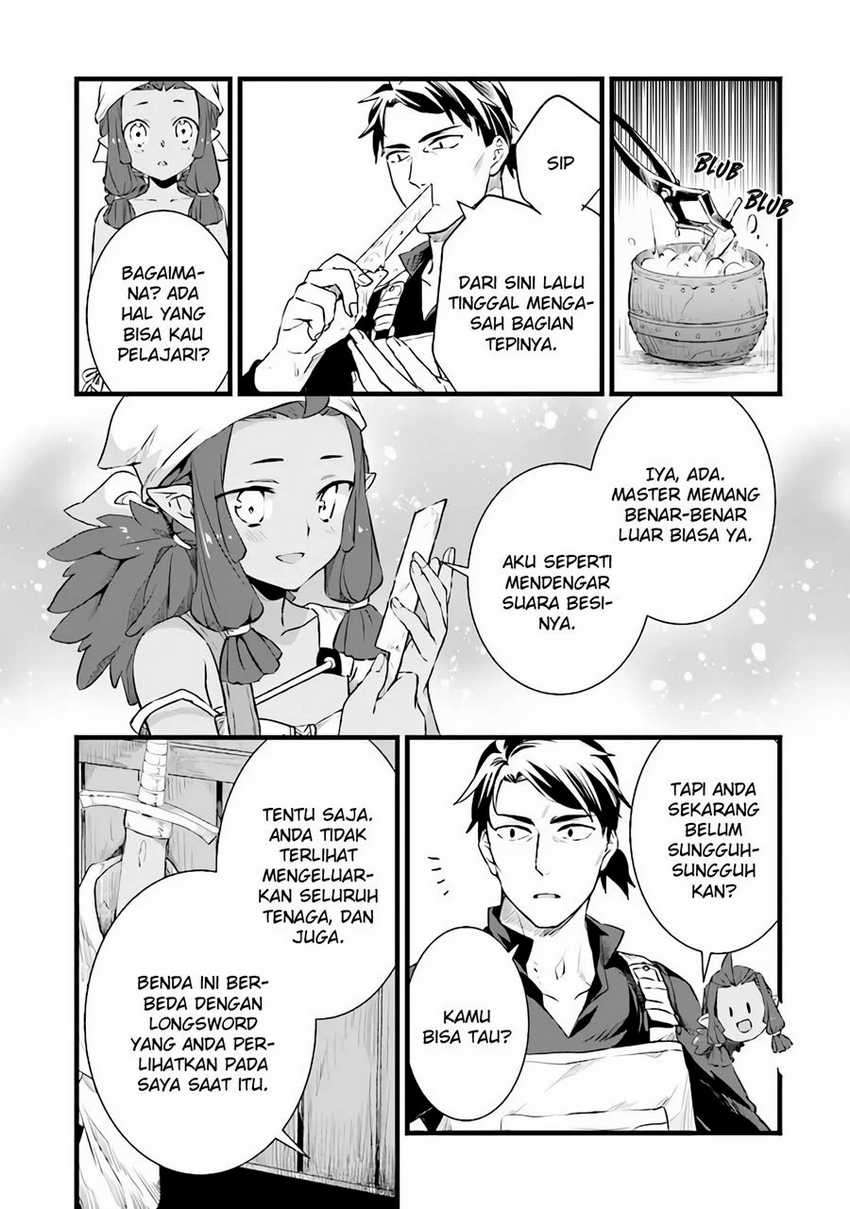 BLUB
BLUB
SIP
DARI SINI LALU
TINGGAL MENGA-
SAH BAGIAN
TEPINYA.
BAGAIMA-
NA? ADA
HAL YANG
BISA KAU
PELAJARI?
IYA, ADA.
MASTER MEMANG
BENAR-BENAR
LUAR BIASA YA.
AKU SEPERTI
MENDENGAR
SUARA BESI-
NYA.
TAPI ANDA
SEKARANG
BELUM
SUNGGUH-
SUNGGUH
KAN?
KAMU
BISA TAU?
TENTU SAJA.
ANDA TIDAK
TERLIHAT
MENGELUAR-
KAN SELURUH
TENAGA, DAN
JUGA.
BENDA INI BER-
BEDA DENGAN
LONGSWORD
YANG ANDA PER-
LIHATKAN PADA
SAYA SAAT ITU.